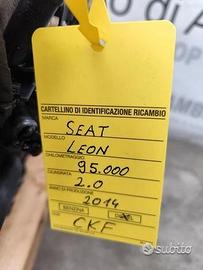 CARTELLINO DI IDENTIFICAZIONE RICAMBIO
MARCA
SEAT
MODELLO
LEON
CHILOMETRAGGIO
95.000
CILINDRATA
2.0
ANNO DI PRODUZIONE
2014
BENZINA
CKF
subito